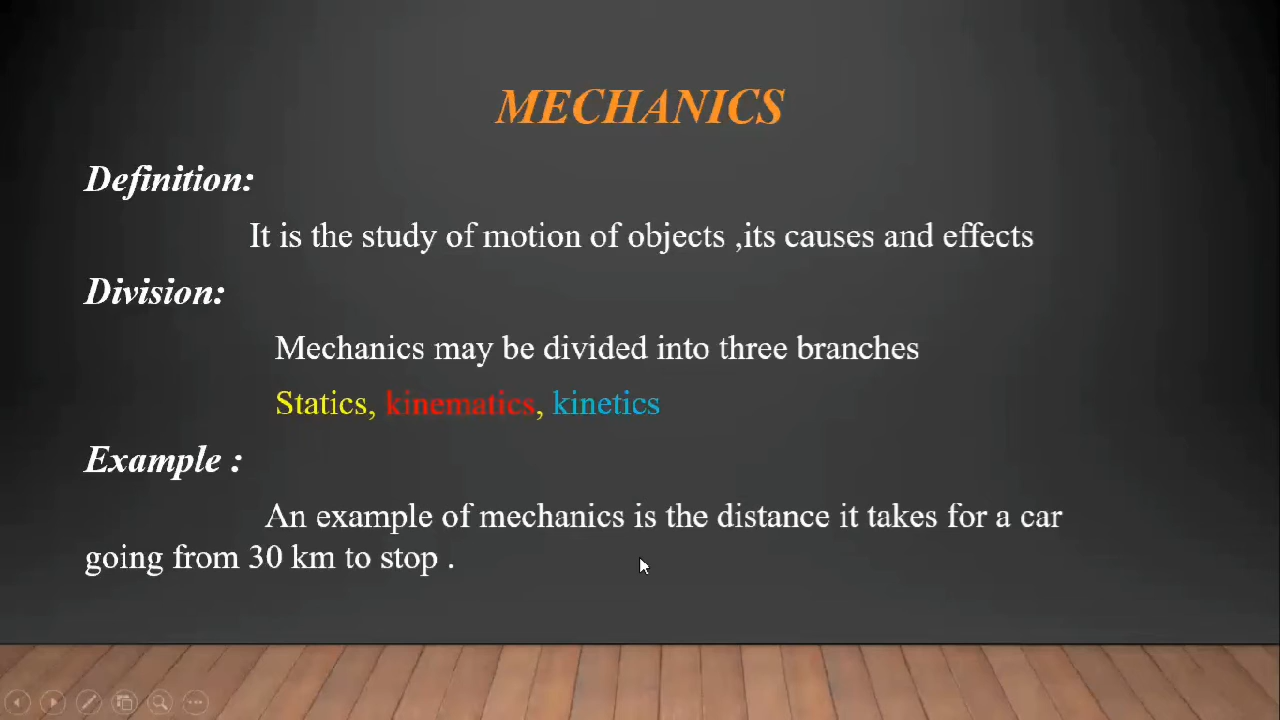 MECHANICS
Definition:
It is the study of motion of objects ,its causes and effects
Division:
Mechanics may be divided into three branches
Statics, kinematics, kinetics
Example :
An example of mechanics is the distance it takes for a car
going from 30 km to stop .